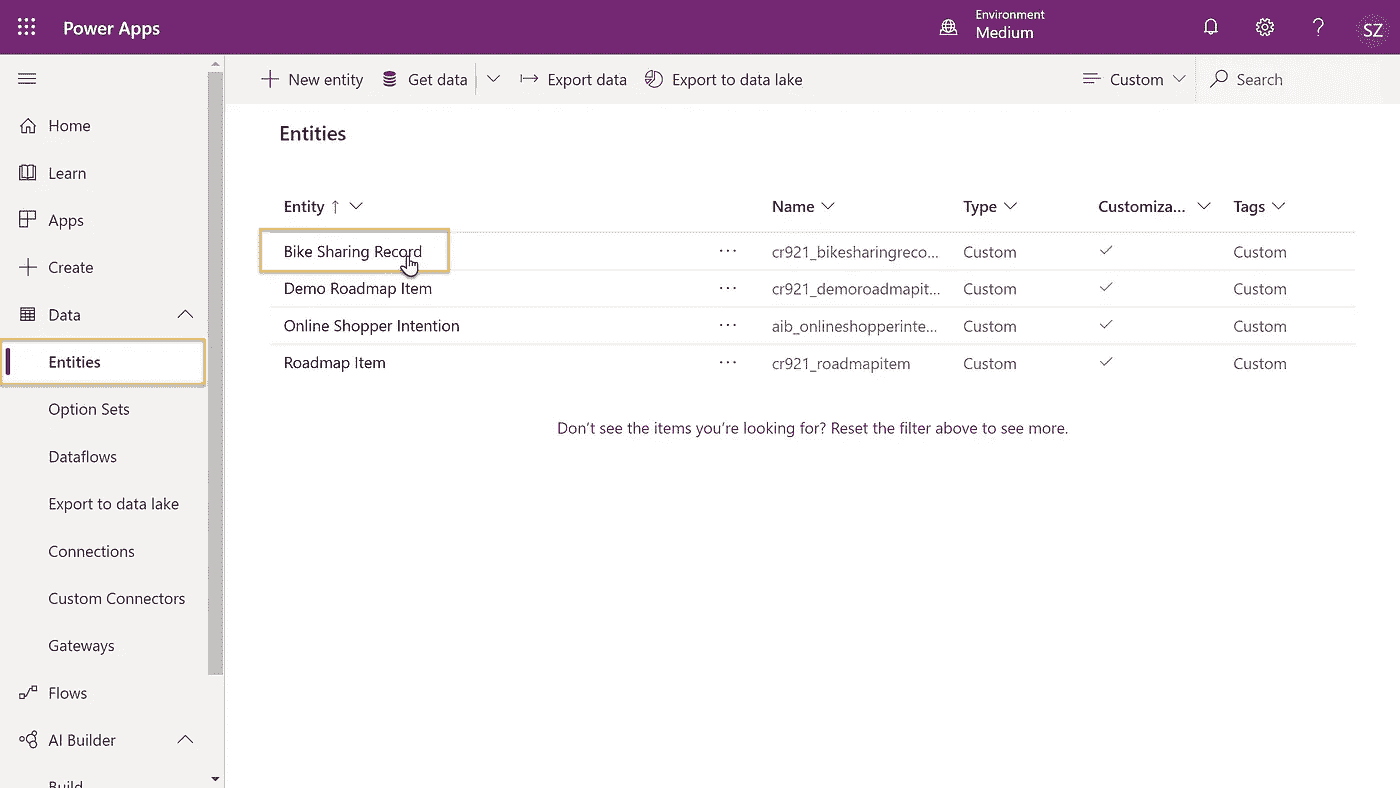 Power Apps
Environment
Medium
SZ
New entity
Get data
Export data
Export to data lake
Custom
Search
Home
Learn
Apps
Create
Data
Entities
Option Sets
Dataflows
Export to data lake
Connections
Custom Connectors
Gateways
Flows
AI Builder
Build
Entities
Entity ↑ Name Type Customiza... Tags
Bike Sharing Record ··· cr921_bikesharingreco... Custom ✓ Custom
Demo Roadmap Item ··· cr921_demoroadmapit... Custom ✓ Custom
Online Shopper Intention ··· aib_onlineshopperinte... Custom ✓ Custom
Roadmap Item ··· cr921_roadmapitem Custom ✓ Custom
Don't see the items you're looking for? Reset the filter above to see more.